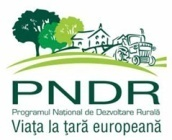 PNDR
Programul Național de Dezvoltare Rurală
Viața la țară europeană